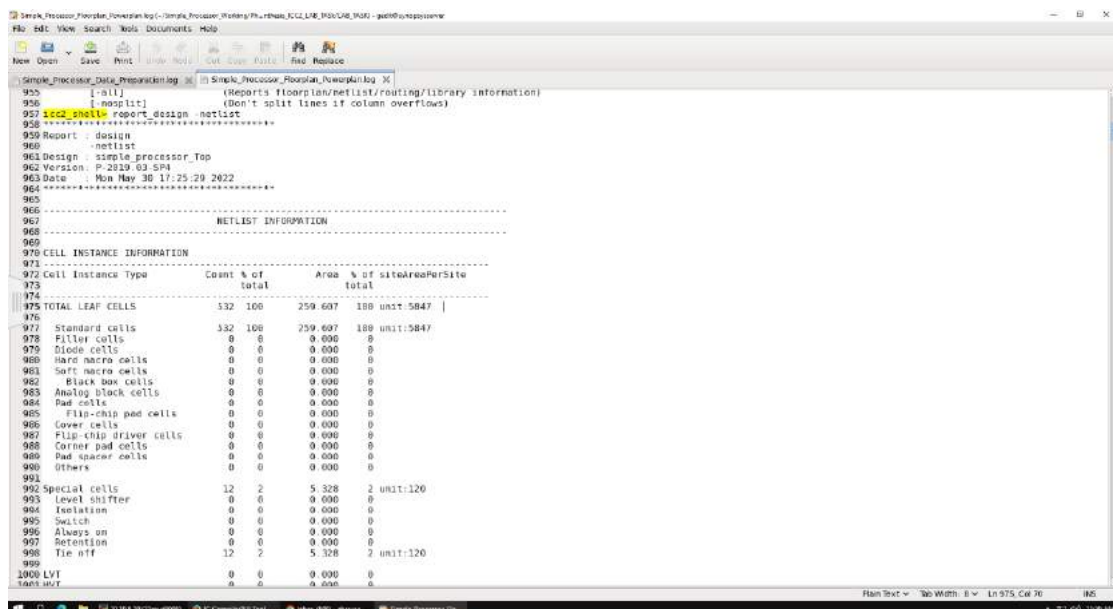 Simple_Processor_Floorplan_Powerplan.log
File Edit View Search Tools Documents Help
New Open Save Print Undo Redo Cut Copy Paste Find Replace
Simple_Processor_Data_Preparation.log Simple_Processor_Floorplan_Powerplan.log
955 [-all] (Reports floorplan/netlist/routing/library information)
956 [-nosplit] (Don't split lines if column overflows)
957 icc2_shell> report_design -netlist
958 ****************************************
959 Report : design
960 -netlist
961 Design : simple_processor_Top
962 Version: P-2019.03-SP4
963 Date : Mon May 30 17:25:29 2022
964 ****************************************
965
966 --------------------------------------------------------------------------------
967 NETLIST INFORMATION
968 --------------------------------------------------------------------------------
969
970 CELL INSTANCE INFORMATION
971 --------------------------------------------------------------------------------
972 Cell Instance Type Count % of Area % of siteAreaPerSite
973 total total
974 --------------------------------------------------------------------------------
975 TOTAL LEAF CELLS 532 100 259.607 100 unit:5847
976
977 Standard cells 532 100 259.607 100 unit:5847
978 Filler cells 0 0 0.000 0
979 Diode cells 0 0 0.000 0
980 Hard macro cells 0 0 0.000 0
981 Soft macro cells 0 0 0.000 0
982 Black box cells 0 0 0.000 0
983 Analog block cells 0 0 0.000 0
984 Pad cells 0 0 0.000 0
985 Flip-chip pad cells 0 0 0.000 0
986 Cover cells 0 0 0.000 0
987 Flip-chip driver cells 0 0 0.000 0
988 Corner pad cells 0 0 0.000 0
989 Pad spacer cells 0 0 0.000 0
990 Others 0 0 0.000 0
991
992 Special cells 12 2 5.328 2 unit:120
993 Level shifter 0 0 0.000 0
994 Isolation 0 0 0.000 0
995 Switch 0 0 0.000 0
996 Always on 0 0 0.000 0
997 Retention 0 0 0.000 0
998 Tie off 12 2 5.328 2 unit:120
999
1000 LVT 0 0 0.000 0
1001 HVT 0 0 0.000 0
Plain Text Tab Width: 8 Ln 975, Col 70 INS